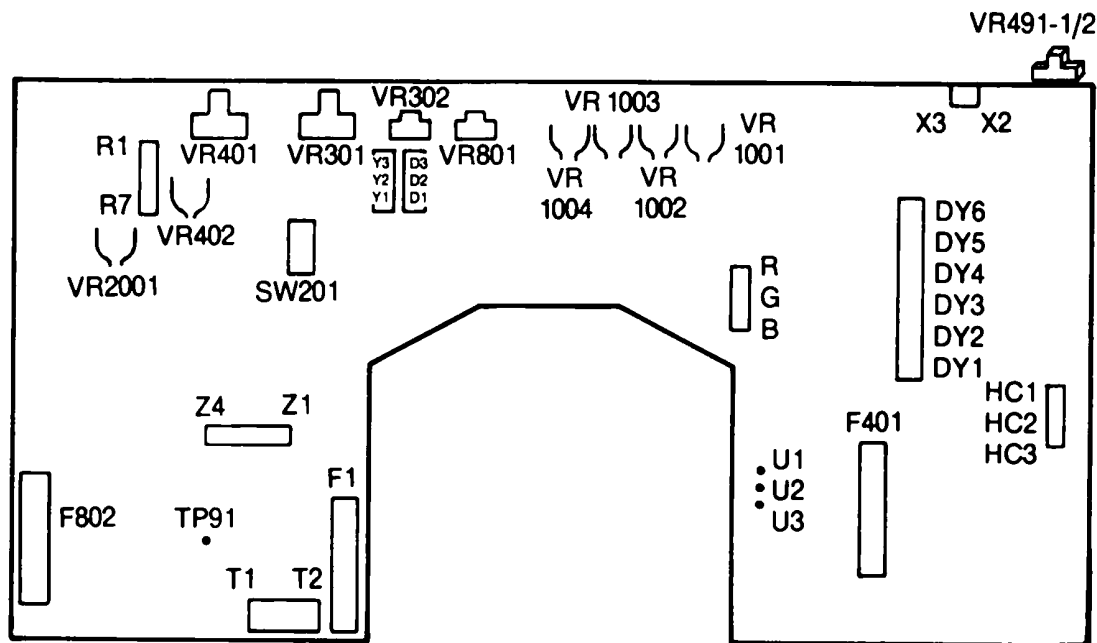 VR491-1/2
VR302
VR 1003
X3 X2
R1
VR401
VR301
VR801
VR
1001
Y3
Y2
Y1
D3
D2
D1
VR
1004
VR
1002
R7
VR402
VR2001
SW201
DY6
DY5
DY4
DY3
DY2
DY1
R
G
B
HC1
HC2
HC3
Z4 Z1
F401
F1
U1
U2
U3
F802
TP91
T1 T2